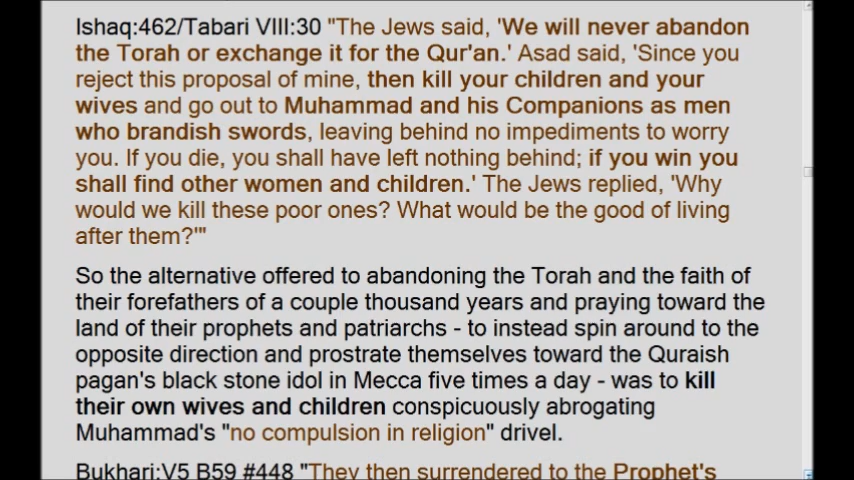 Ishaq:462/Tabari VIII:30 "The Jews said, 'We will never abandon
the Torah or exchange it for the Qur'an.' Asad said, 'Since you
reject this proposal of mine, then kill your children and your
wives and go out to Muhammad and his Companions as men
who brandish swords, leaving behind no impediments to worry
you. If you die, you shall have left nothing behind; if you win you
shall find other women and children.' The Jews replied, 'Why
would we kill these poor ones? What would be the good of living
after them?'"
So the alternative offered to abandoning the Torah and the faith of
their forefathers of a couple thousand years and praying toward the
land of their prophets and patriarchs - to instead spin around to the
opposite direction and prostrate themselves toward the Quraish
pagan's black stone idol in Mecca five times a day - was to kill
their own wives and children conspicuously abrogating
Muhammad's "no compulsion in religion" drivel.
Bukhari:V5 B59 #448 "They then surrendered to the Prophet's